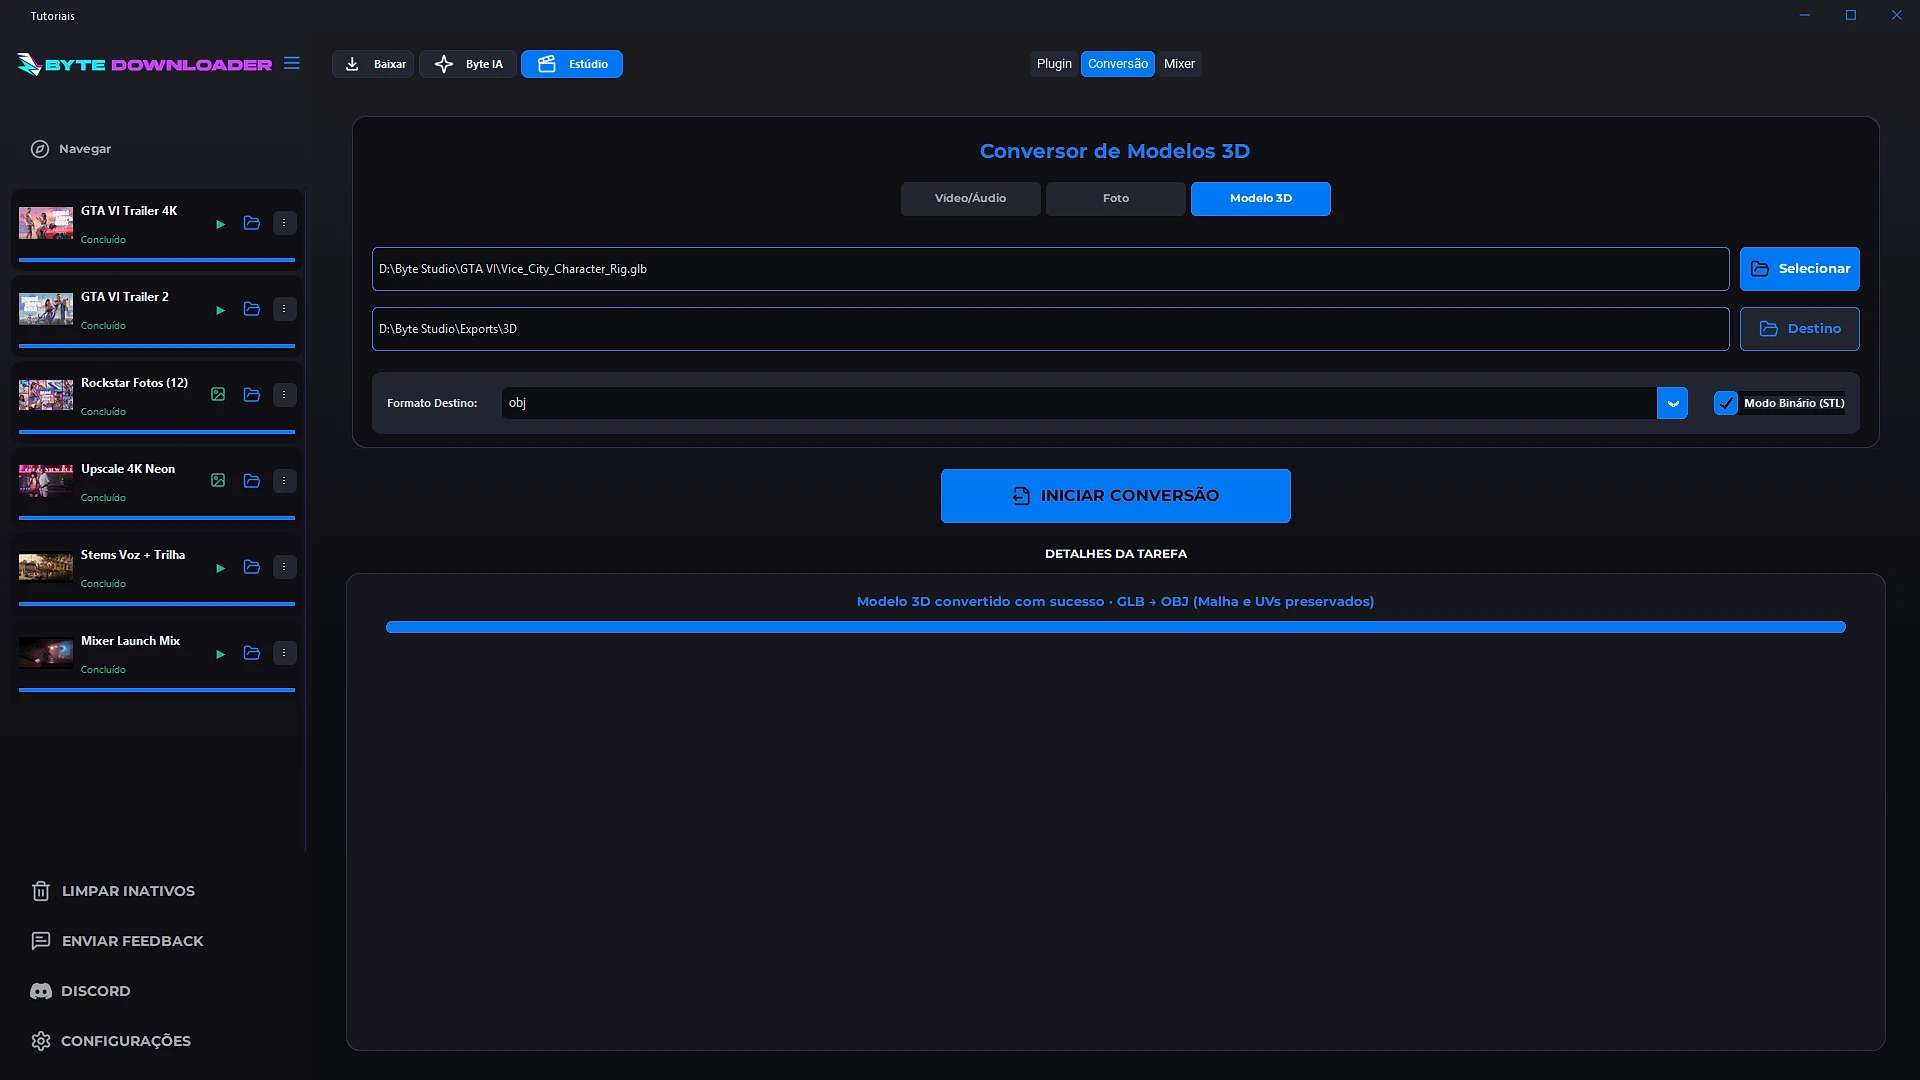 Tutoriais
BYTE DOWNLOADER
Baixar
Byte IA
Estúdio
Plugin
Conversão
Mixer
Navegar
GTA VI Trailer 4K
Concluído
GTA VI Trailer 2
Concluído
Rockstar Fotos (12)
Concluído
Upscale 4K Neon
Concluído
Stems Voz + Trilha
Concluído
Mixer Launch Mix
Concluído
LIMPAR INATIVOS
ENVIAR FEEDBACK
DISCORD
CONFIGURAÇÕES
Conversor de Modelos 3D
Vídeo/Áudio
Foto
Modelo 3D
D:\Byte Studio\GTA VI\Vice_City_Character_Rig.glb
Selecionar
D:\Byte Studio\Exports\3D
Destino
Formato Destino:
obj
Modo Binário (STL)
INICIAR CONVERSÃO
DETALHES DA TAREFA
Modelo 3D convertido com sucesso · GLB → OBJ (Malha e UVs preservados)